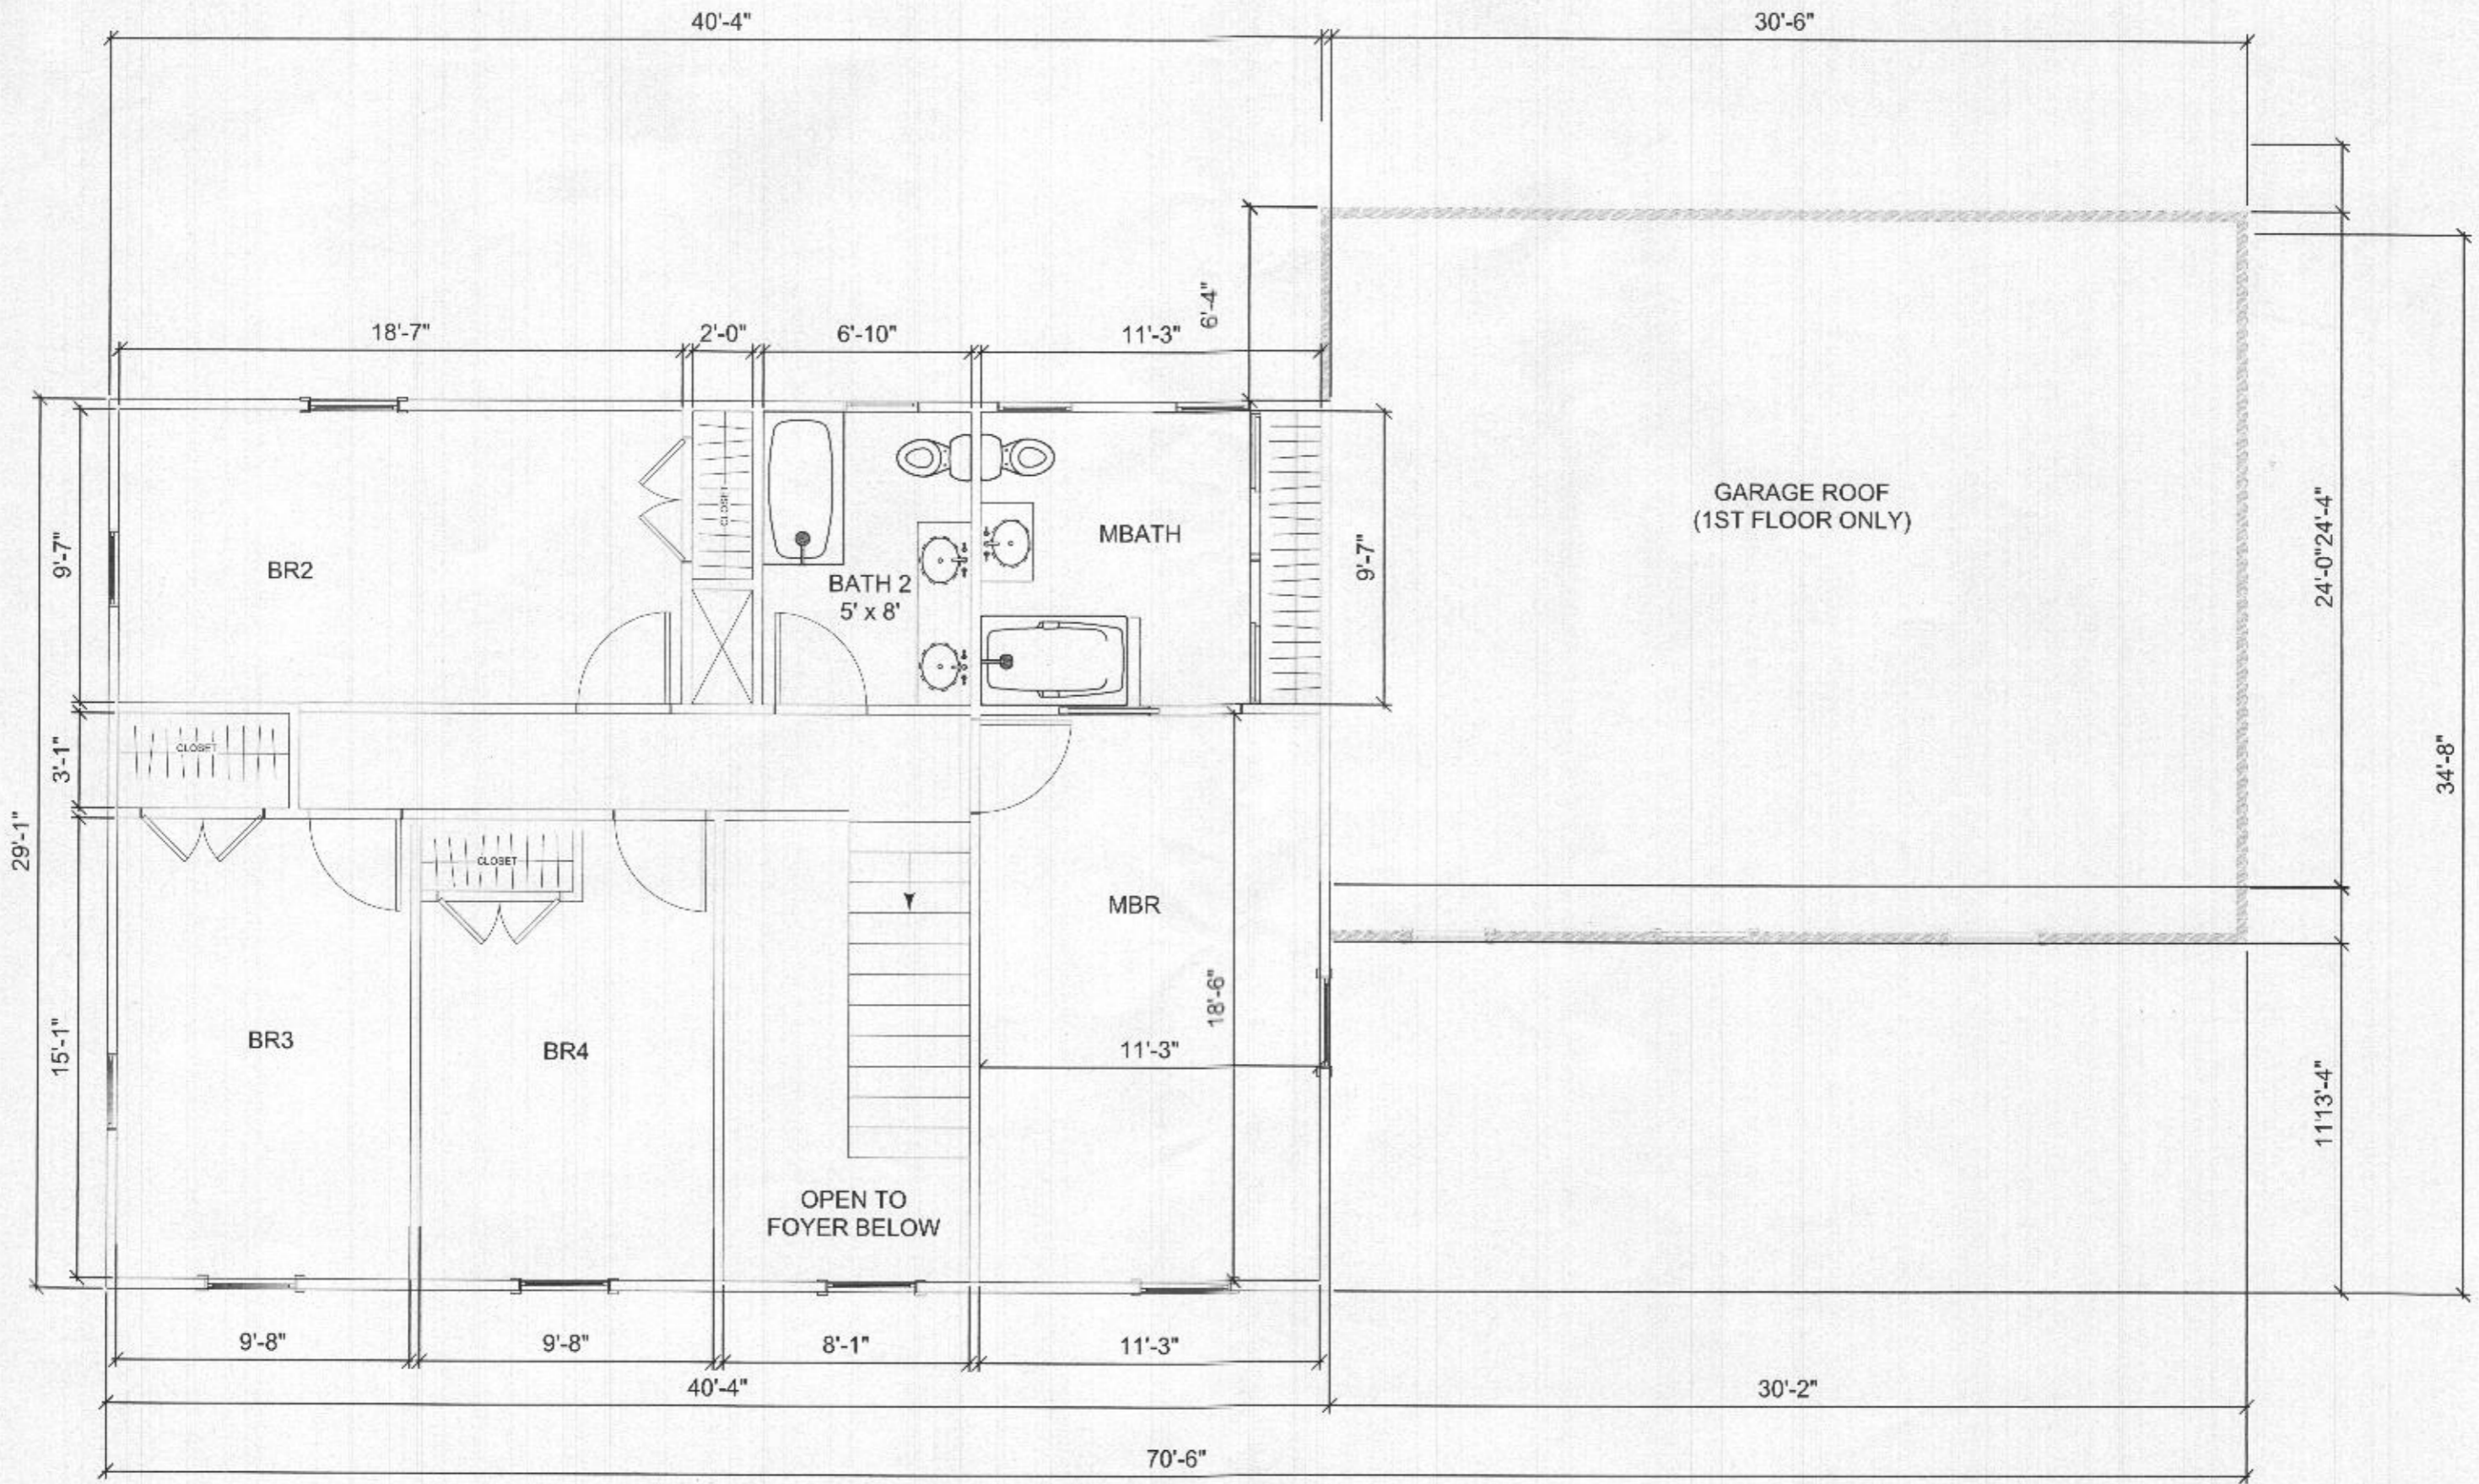 40'-4"
30'-6"
6'-4"
18'-7"
2'-0"
6'-10"
11'-3"
GARAGE ROOF
(1ST FLOOR ONLY)
24'-0"24'-4"
CLOSET
MBATH
9'-7"
9'-7"
BR2
BATH 2
5' x 8'
3'-1"
CLOSET
34'-8"
29'-1"
CLOSET
MBR
18'-6"
15'-1"
BR3
BR4
11'-3"
11'13'-4"
OPEN TO
FOYER BELOW
9'-8"
9'-8"
8'-1"
11'-3"
40'-4"
30'-2"
70'-6"